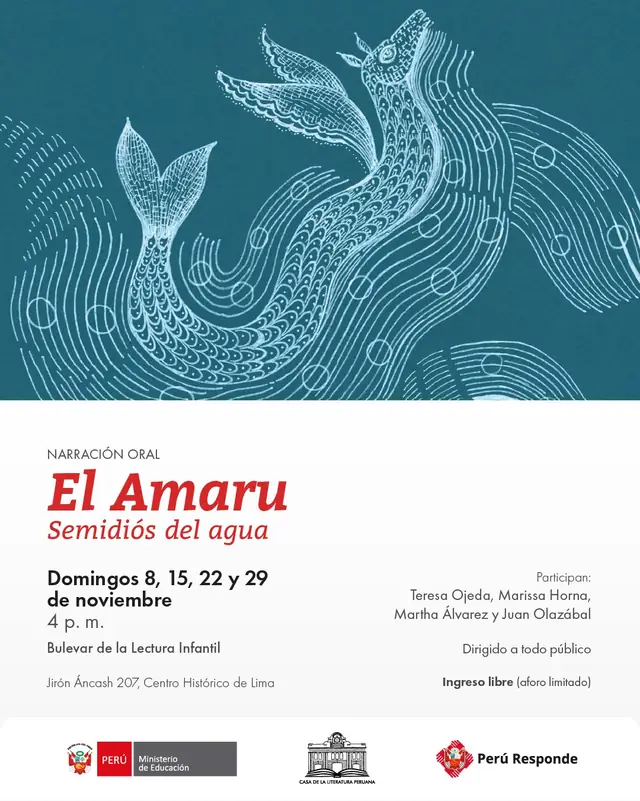 NARRACIÓN ORAL
El Amaru
Semidiós del agua
Domingos 8, 15, 22 y 29
de noviembre
4 p. m.
Bulevar de la Lectura Infantil
Jirón Áncash 207, Centro Histórico de Lima
Participan:
Teresa Ojeda, Marissa Horna,
Martha Álvarez y Juan Olazábal
Dirigido a todo público
Ingreso libre (aforo limitado)
PERÚ
Ministerio
de Educación
CASA DE LA LITERATURA PERUANA
Perú Responde